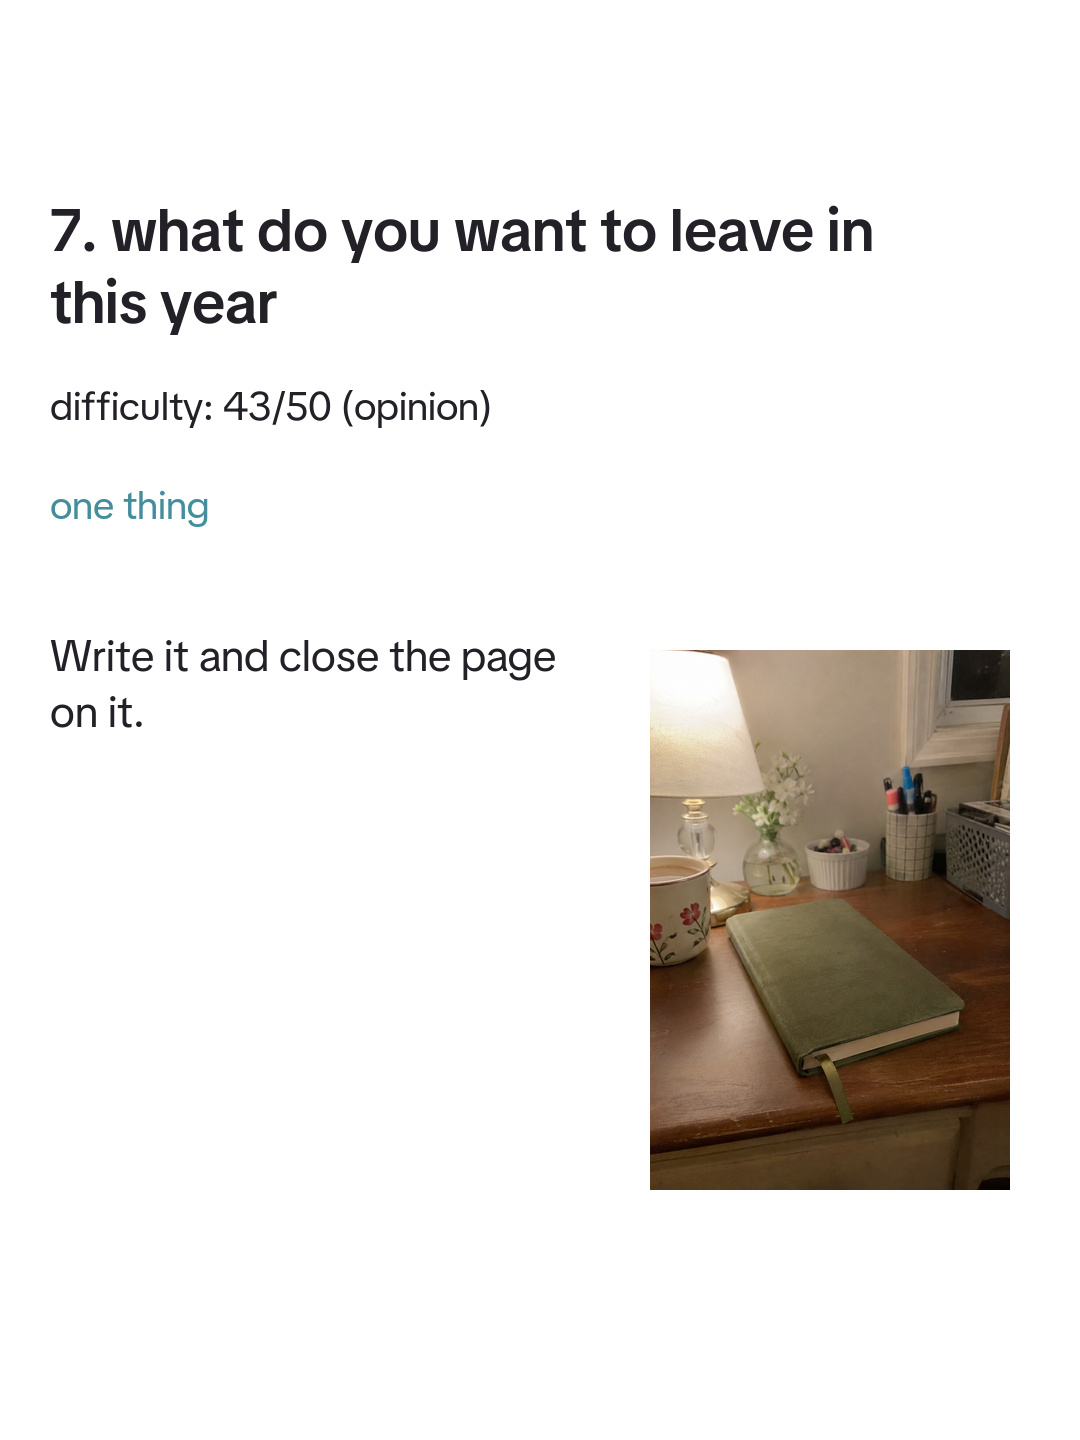 7. what do you want to leave in
this year
difficulty: 43/50 (opinion)
one thing
Write it and close the page
on it.